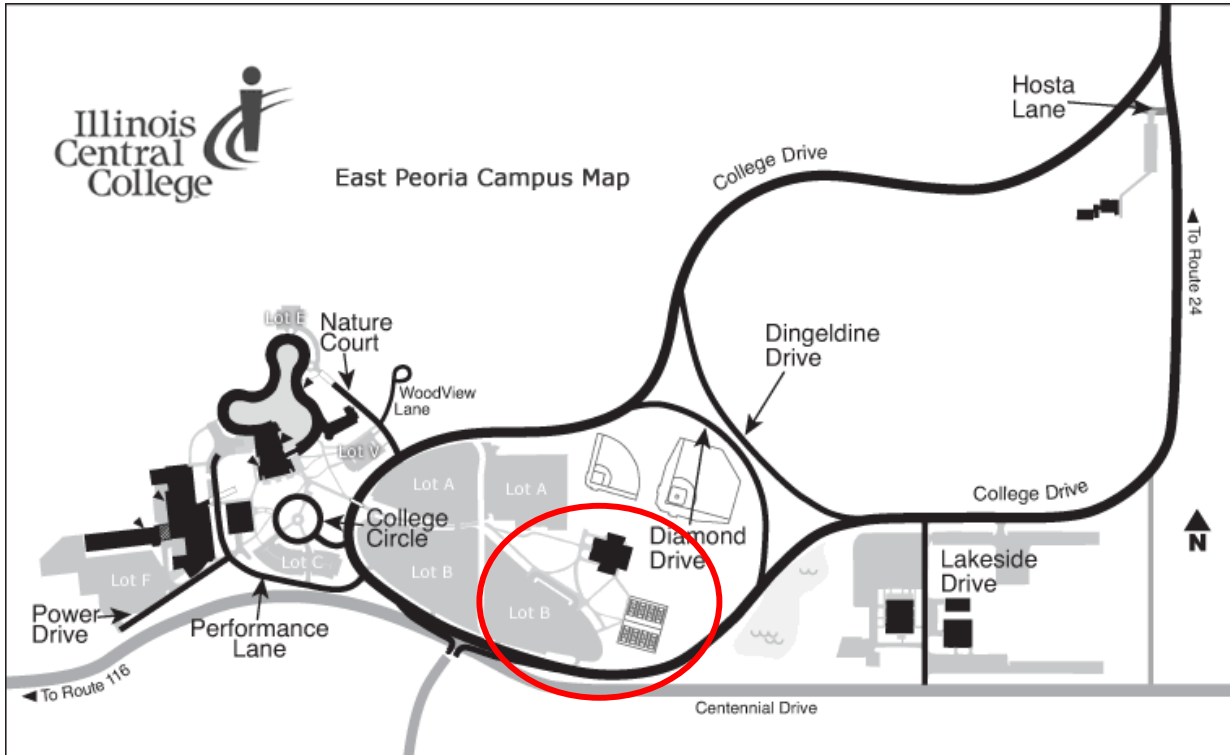 Illinois
Central
College
East Peoria Campus Map
Hosta
Lane
College Drive
To Route 24
Lot E
Nature
Court
Dingeldine
Drive
WoodView
Lane
Lot V
Lot A
Lot A
College Drive
N
College
Circle
Diamond
Drive
Lakeside
Drive
Lot C
Lot B
Lot F
Lot B
Power
Drive
Performance
Lane
To Route 116
Centennial Drive